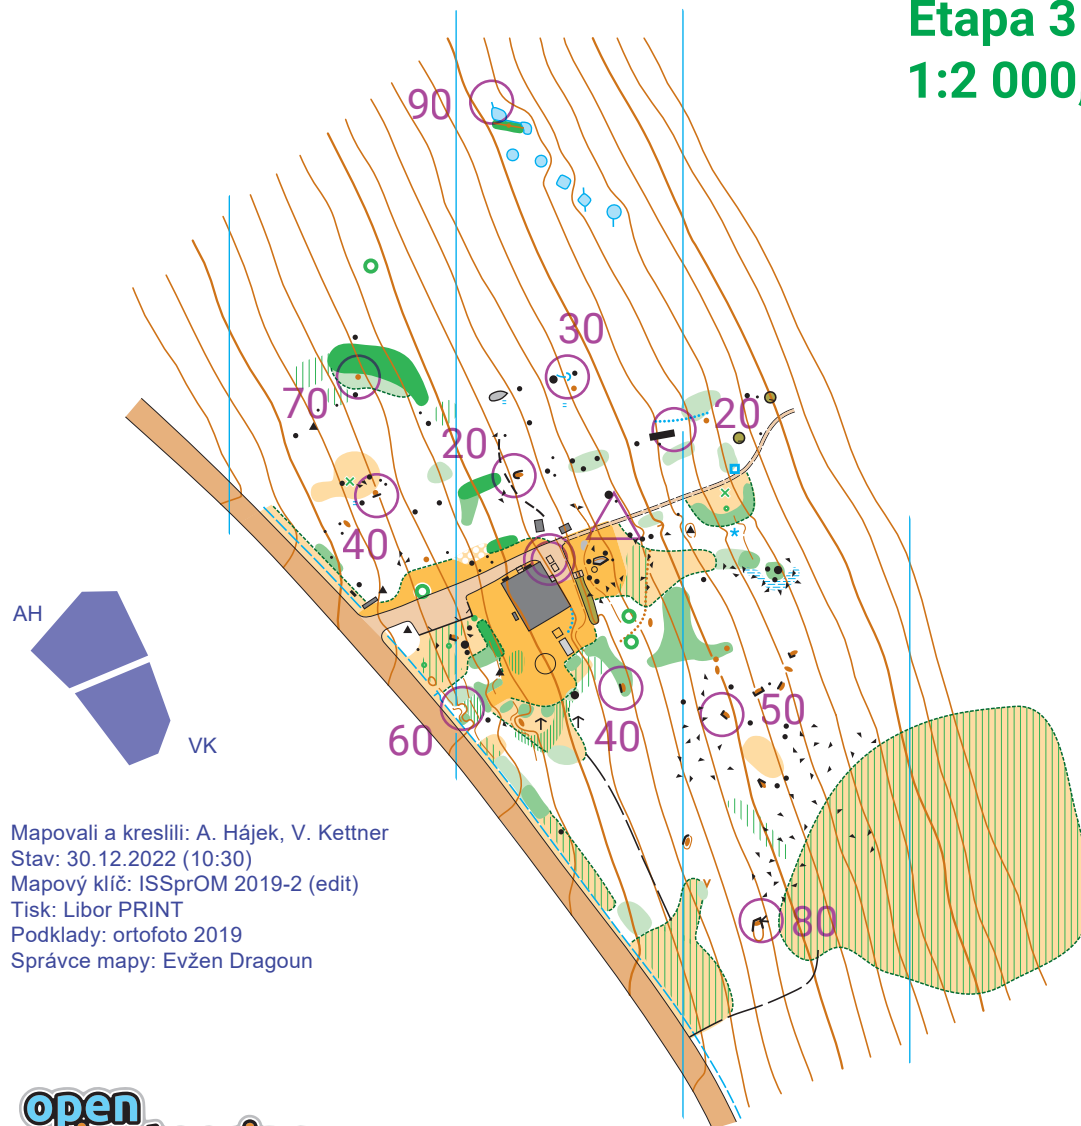 Etapa 3
1:2 000,
90
30
70
20
20
40
AH
VK
60
40
50
80
Mapovali a kreslili: A. Hájek, V. Kettner
Stav: 30.12.2022 (10:30)
Mapový klíč: ISSprOM 2019-2 (edit)
Tisk: Libor PRINT
Podklady: ortofoto 2019
Správce mapy: Evžen Dragoun
open